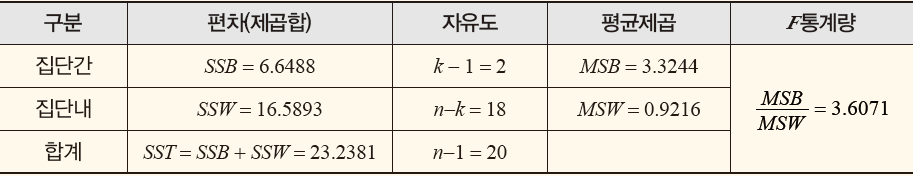 구분 편차(제곱합) 자유도 평균제곱 F통계량
집단간 SSB = 6.6488 k − 1 = 2 MSB = 3.3244
집단내 SSW = 16.5893 n−k = 18 MSW = 0.9216
MSB/MSW = 3.6071
합계 SST = SSB + SSW = 23.2381 n−1 = 20